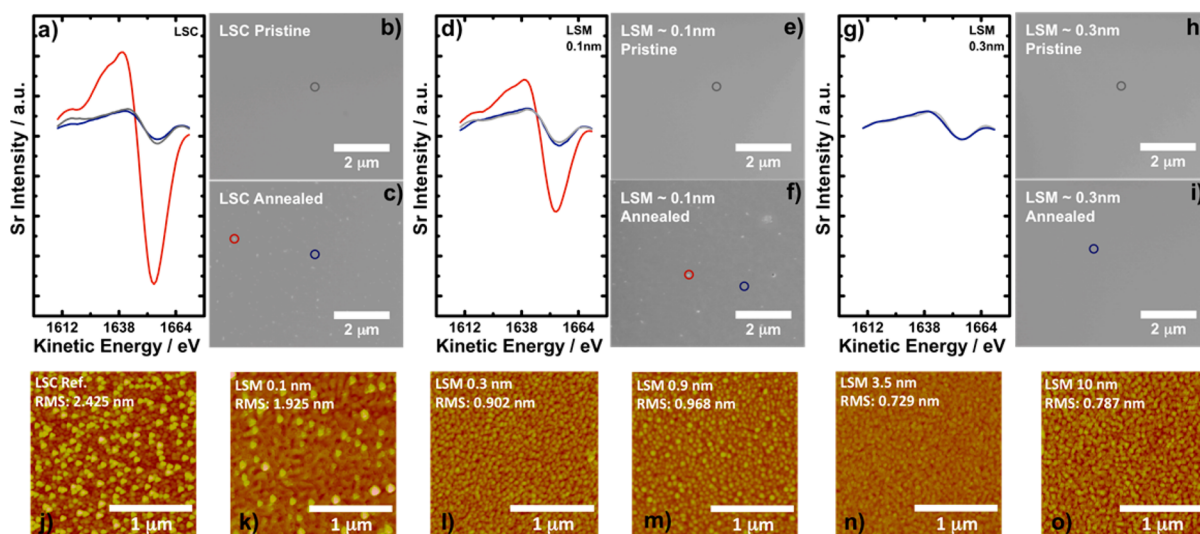 a)
LSC
Sr Intensity / a.u.
1612 1638 1664
Kinetic Energy / eV
LSC Pristine
b)
2 μm
LSC Annealed
c)
2 μm
d)
LSM
0.1nm
Sr Intensity / a.u.
1612 1638 1664
Kinetic Energy / eV
LSM ~ 0.1nm
Pristine
e)
2 μm
LSM ~ 0.1nm
Annealed
f)
2 μm
g)
LSM
0.3nm
Sr Intensity / a.u.
1612 1638 1664
Kinetic Energy / eV
LSM ~ 0.3nm
Pristine
h)
2 μm
LSM ~ 0.3nm
Annealed
i)
2 μm
LSC Ref.
RMS: 2.425 nm
j)
1 μm
LSM 0.1 nm
RMS: 1.925 nm
k)
1 μm
LSM 0.3 nm
RMS: 0.902 nm
l)
1 μm
LSM 0.9 nm
RMS: 0.968 nm
m)
1 μm
LSM 3.5 nm
RMS: 0.729 nm
n)
1 μm
LSM 10 nm
RMS: 0.787 nm
o)
1 μm